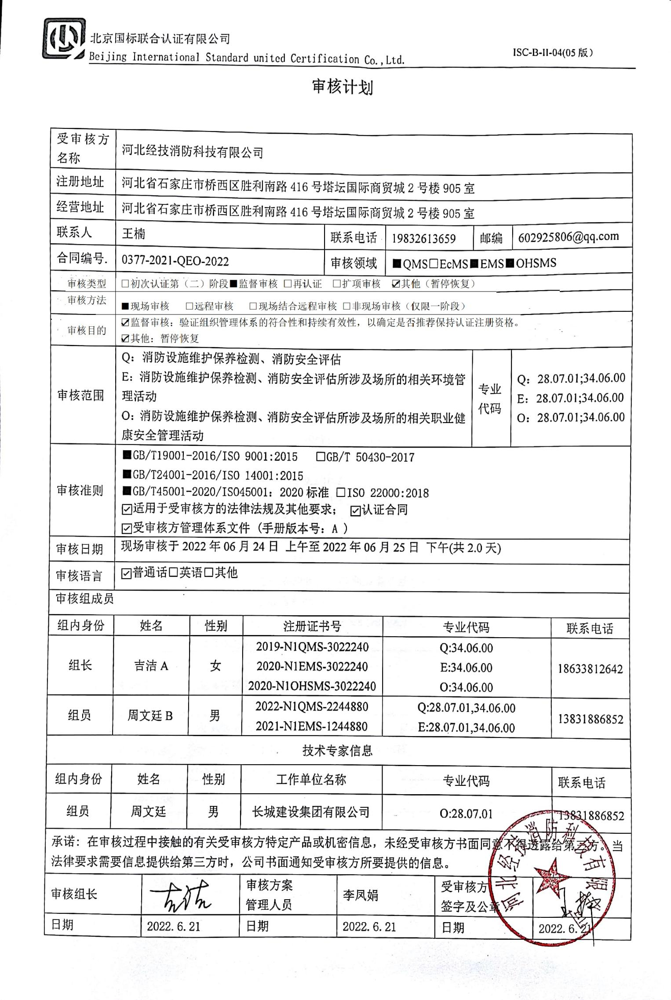 北京国标联合认证有限公司
Beijing International Standard united Certification Co.,Ltd.
ISC-B-II-04(05 版)
审核计划
受审核方名称 河北经技消防科技有限公司
注册地址 河北省石家庄市桥西区胜利南路 416 号塔坛国际商贸城 2 号楼 905 室
经营地址 河北省石家庄市桥西区胜利南路 416 号塔坛国际商贸城 2 号楼 905 室
联系人 王楠 联系电话 19832613659 邮编 602925806@qq.com
合同编号. 0377-2021-QEO-2022 审核领域 ■QMS□EcMS■EMS■OHSMS
审核类型 □初次认证第（二）阶段■监督审核 □再认证 □扩项审核 ☑其他（暂停恢复）
审核方法 ■现场审核 □远程审核 □现场结合远程审核 □非现场审核（仅限一阶段）
审核目的 ☑监督审核：验证组织管理体系的符合性和持续有效性，以确定是否推荐保持认证注册资格。
☑其他：暂停恢复
审核范围
Q：消防设施维护保养检测、消防安全评估
E：消防设施维护保养检测、消防安全评估所涉及场所的相关环境管
理活动
O：消防设施维护保养检测、消防安全评估所涉及场所的相关职业健
康安全管理活动
专业
代码
Q：28.07.01;34.06.00
E：28.07.01;34.06.00
O：28.07.01;34.06.00
审核准则
■GB/T19001-2016/ISO 9001:2015 □GB/T 50430-2017
■GB/T24001-2016/ISO 14001:2015
■GB/T45001-2020/ISO45001：2020 标准 □ISO 22000:2018
☑适用于受审核方的法律法规及其他要求； ☑认证合同
☑受审核方管理体系文件（手册版本号：A ）
审核日期 现场审核于 2022 年 06 月 24 日 上午至 2022 年 06 月 25 日 下午(共 2.0 天)
审核语言 ☑普通话□英语□其他
审核组成员
组内身份 姓名 性别 注册证书号 专业代码 联系电话
组长 吉洁 A 女
2019-N1QMS-3022240
2020-N1EMS-3022240
2020-N1OHSMS-3022240
Q:34.06.00
E:34.06.00
O:34.06.00
18633812642
组员 周文廷 B 男
2022-N1QMS-2244880
2021-N1EMS-1244880
Q:28.07.01,34.06.00
E:28.07.01,34.06.00
13831886852
技术专家信息
组内身份 姓名 性别 工作单位名称 专业代码 联系电话
组员 周文廷 男 长城建设集团有限公司 O:28.07.01 13831886852
承诺：在审核过程中接触的有关受审核方特定产品或机密信息，未经受审核方书面同意不得透露给第三方。当
法律要求需要信息提供给第三方时，公司书面通知受审核方所要提供的信息。
审核组长 吉洁 审核方案管理人员 李凤娟 受审核方签字及公章
日期 2022.6.21 日期 2022.6.21 日期 2022.6.21
河北经技消防科技有限公司